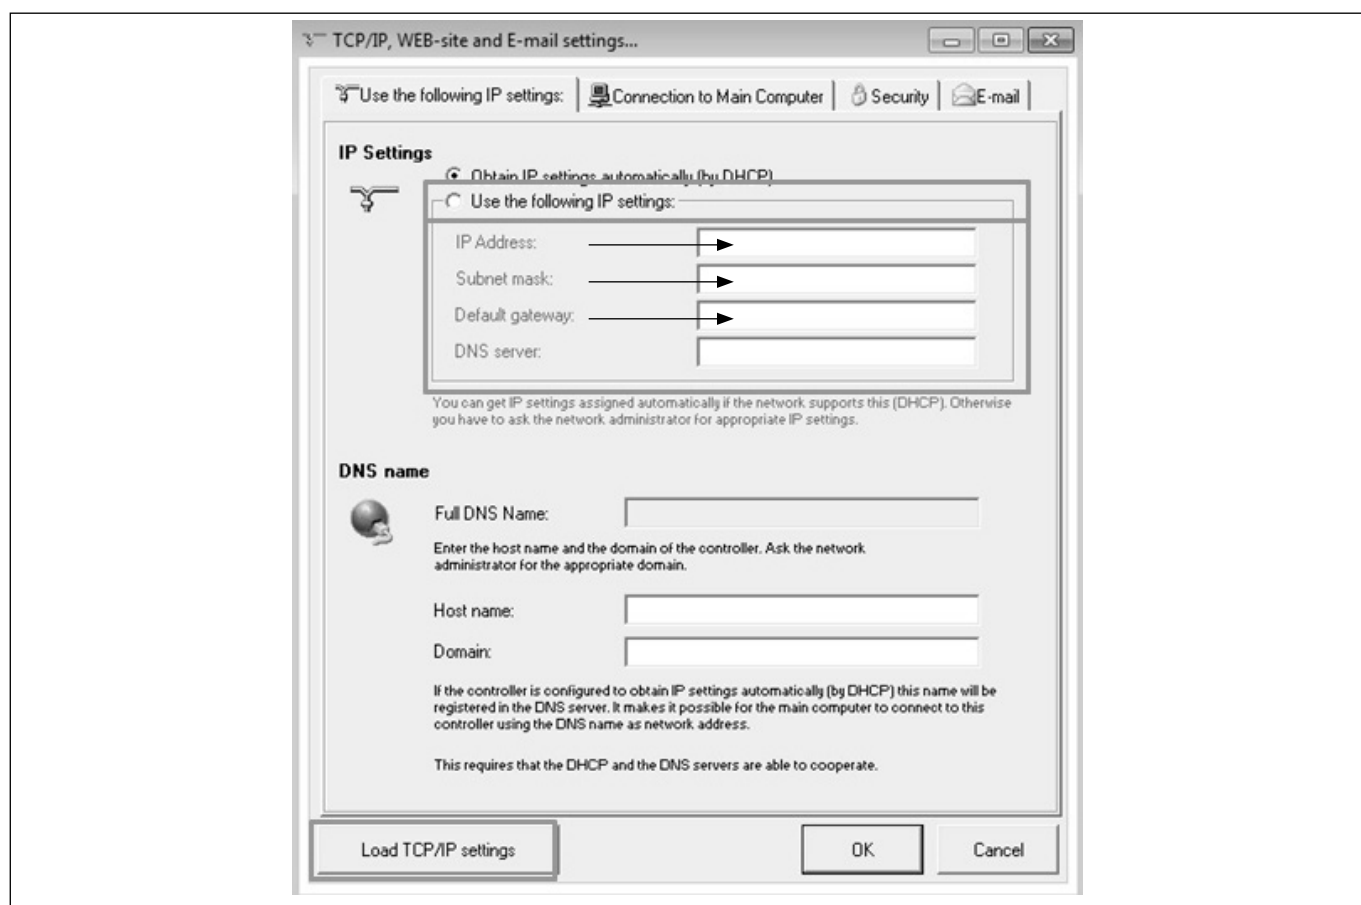 TCP/IP, WEB-site and E-mail settings...
Use the following IP settings: Connection to Main Computer Security E-mail
IP Settings
Obtain IP settings automatically (by DHCP)
Use the following IP settings:
IP Address:
Subnet mask:
Default gateway:
DNS server:
You can get IP settings assigned automatically if the network supports this (DHCP). Otherwise
you have to ask the network administrator for appropriate IP settings.
DNS name
Full DNS Name:
Enter the host name and the domain of the controller. Ask the network
administrator for the appropriate domain.
Host name:
Domain:
If the controller is configured to obtain IP settings automatically (by DHCP) this name will be
registered in the DNS server. It makes it possible for the main computer to connect to this
controller using the DNS name as network address.
This requires that the DHCP and the DNS servers are able to cooperate.
Load TCP/IP settings OK Cancel